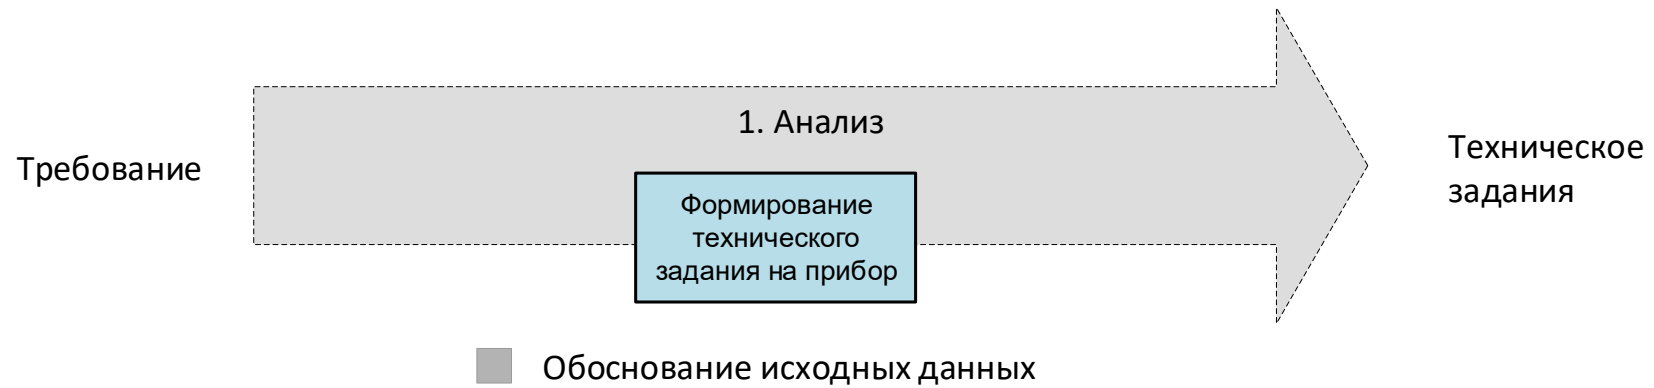 Требование
1. Анализ
Формирование
технического
задания на прибор
Техническое
задания
Обоснование исходных данных